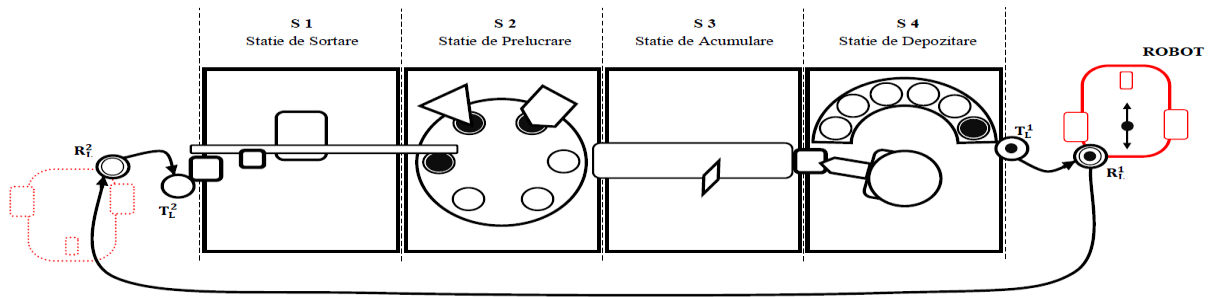 S 1
Statie de Sortare
S 2
Statie de Prelucrare
S 3
Statie de Acumulare
S 4
Statie de Depozitare
ROBOT
R²L
T²L
T¹L
R¹L